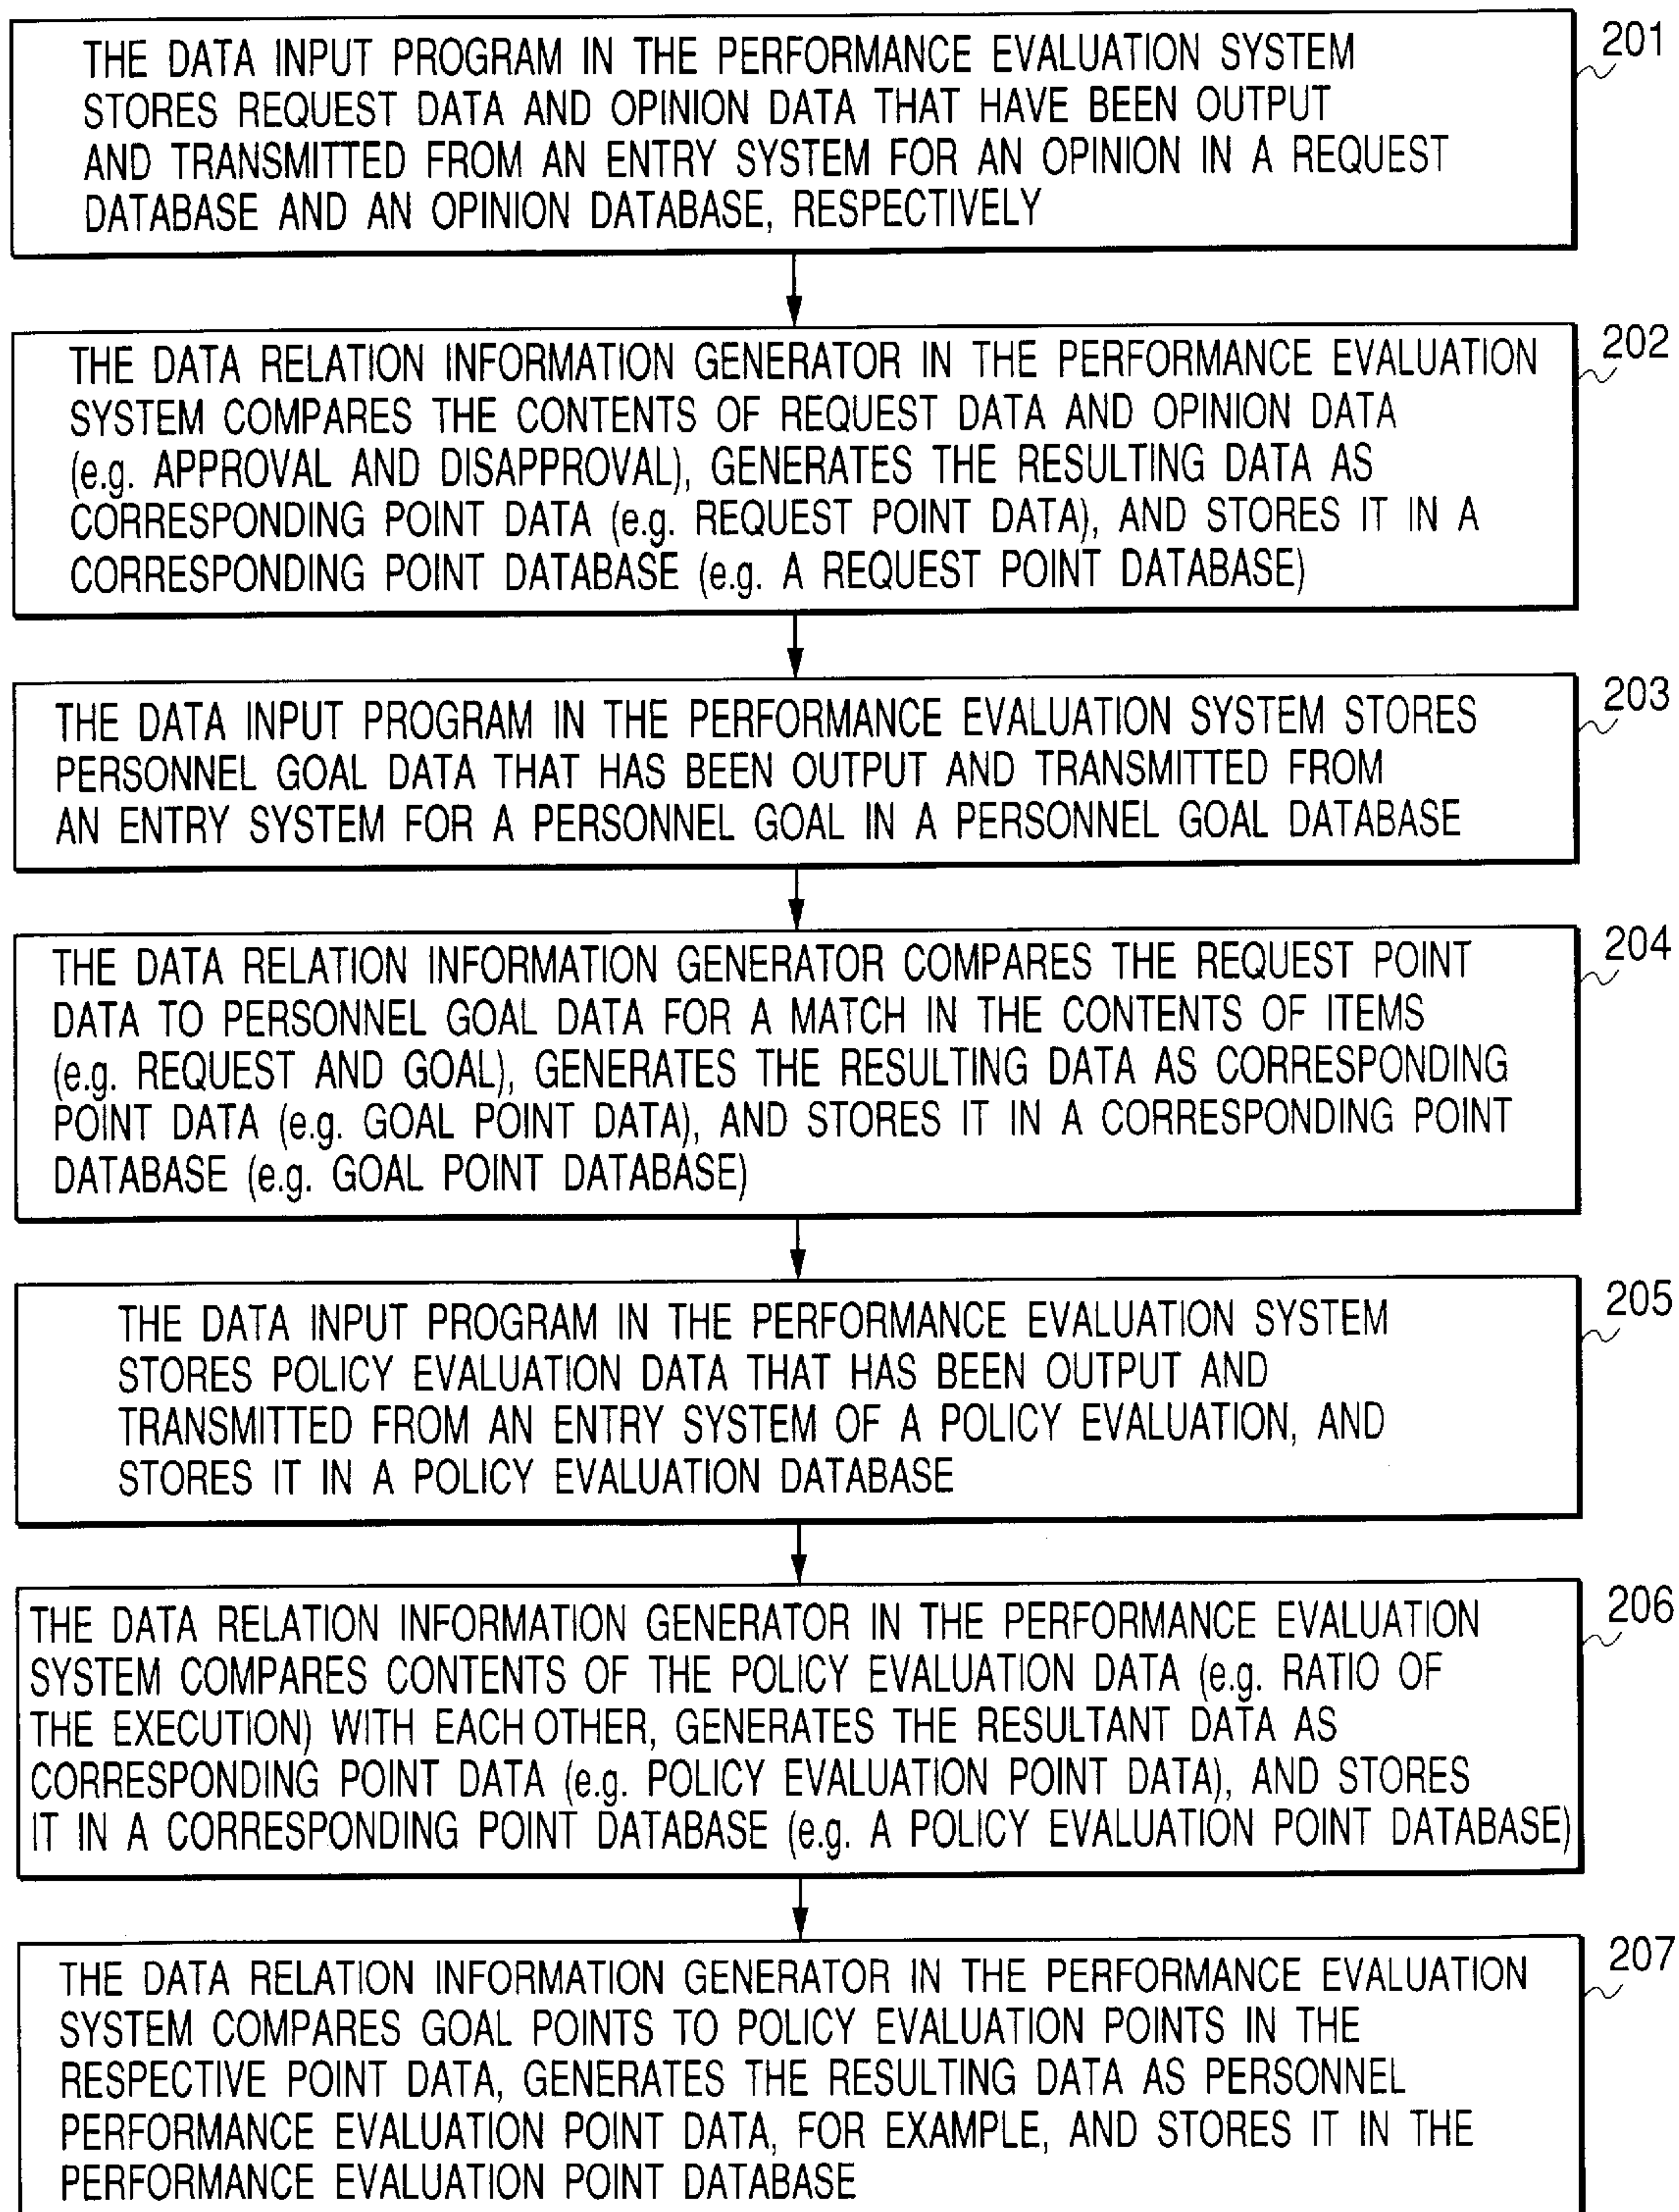 THE DATA INPUT PROGRAM IN THE PERFORMANCE EVALUATION SYSTEM
STORES REQUEST DATA AND OPINION DATA THAT HAVE BEEN OUTPUT
AND TRANSMITTED FROM AN ENTRY SYSTEM FOR AN OPINION IN A REQUEST
DATABASE AND AN OPINION DATABASE, RESPECTIVELY
201
THE DATA RELATION INFORMATION GENERATOR IN THE PERFORMANCE EVALUATION
SYSTEM COMPARES THE CONTENTS OF REQUEST DATA AND OPINION DATA
(e.g. APPROVAL AND DISAPPROVAL), GENERATES THE RESULTING DATA AS
CORRESPONDING POINT DATA (e.g. REQUEST POINT DATA), AND STORES IT IN A
CORRESPONDING POINT DATABASE (e.g. A REQUEST POINT DATABASE)
202
THE DATA INPUT PROGRAM IN THE PERFORMANCE EVALUATION SYSTEM STORES
PERSONNEL GOAL DATA THAT HAS BEEN OUTPUT AND TRANSMITTED FROM
AN ENTRY SYSTEM FOR A PERSONNEL GOAL IN A PERSONNEL GOAL DATABASE
203
THE DATA RELATION INFORMATION GENERATOR COMPARES THE REQUEST POINT
DATA TO PERSONNEL GOAL DATA FOR A MATCH IN THE CONTENTS OF ITEMS
(e.g. REQUEST AND GOAL), GENERATES THE RESULTING DATA AS CORRESPONDING
POINT DATA (e.g. GOAL POINT DATA), AND STORES IT IN A CORRESPONDING POINT
DATABASE (e.g. GOAL POINT DATABASE)
204
THE DATA INPUT PROGRAM IN THE PERFORMANCE EVALUATION SYSTEM
STORES POLICY EVALUATION DATA THAT HAS BEEN OUTPUT AND
TRANSMITTED FROM AN ENTRY SYSTEM OF A POLICY EVALUATION, AND
STORES IT IN A POLICY EVALUATION DATABASE
205
THE DATA RELATION INFORMATION GENERATOR IN THE PERFORMANCE EVALUATION
SYSTEM COMPARES CONTENTS OF THE POLICY EVALUATION DATA (e.g. RATIO OF
THE EXECUTION) WITH EACH OTHER, GENERATES THE RESULTANT DATA AS
CORRESPONDING POINT DATA (e.g. POLICY EVALUATION POINT DATA), AND STORES
IT IN A CORRESPONDING POINT DATABASE (e.g. A POLICY EVALUATION POINT DATABASE)
206
THE DATA RELATION INFORMATION GENERATOR IN THE PERFORMANCE EVALUATION
SYSTEM COMPARES GOAL POINTS TO POLICY EVALUATION POINTS IN THE
RESPECTIVE POINT DATA, GENERATES THE RESULTING DATA AS PERSONNEL
PERFORMANCE EVALUATION POINT DATA, FOR EXAMPLE, AND STORES IT IN THE
PERFORMANCE EVALUATION POINT DATABASE
207